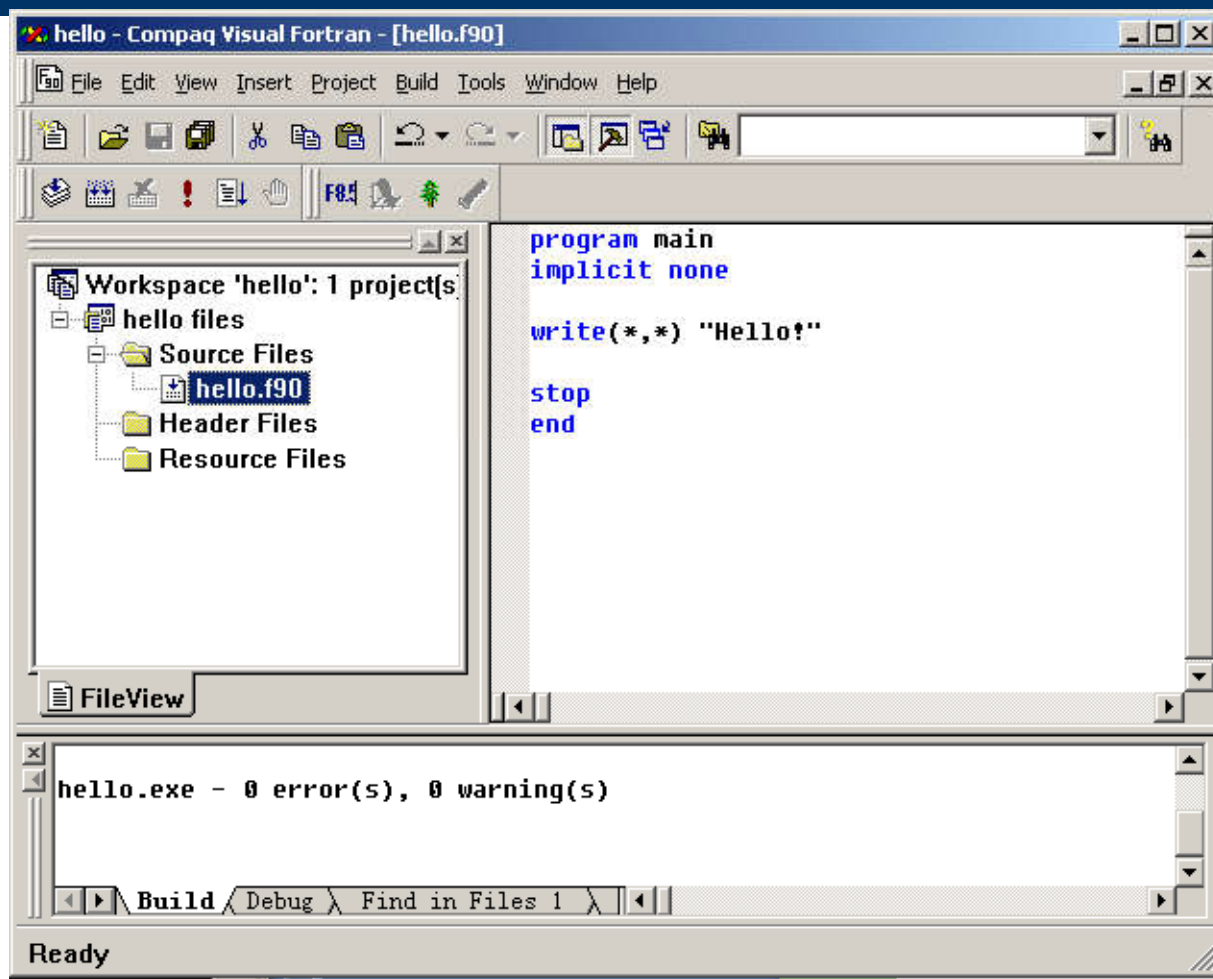 hello - Compaq Visual Fortran - [hello.f90]
File Edit View Insert Project Build Tools Window Help
Workspace 'hello': 1 project(s
hello files
Source Files
hello.f90
Header Files
Resource Files
FileView
program main
implicit none
write(*,*) "Hello!"
stop
end
hello.exe - 0 error(s), 0 warning(s)
Build Debug Find in Files 1
Ready